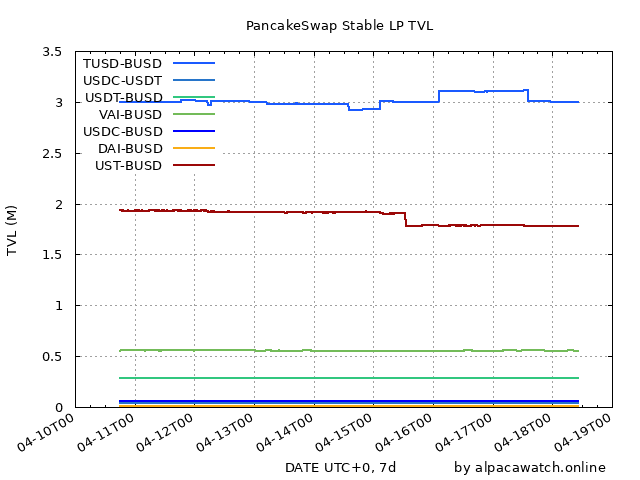 PancakeSwap Stable LP TVL
TVL (M)
3.5
3
2.5
2
1.5
1
0.5
0
TUSD-BUSD
USDC-USDT
USDT-BUSD
VAI-BUSD
USDC-BUSD
DAI-BUSD
UST-BUSD
04-10T00
04-11T00
04-12T00
04-13T00
04-14T00
04-15T00
04-16T00
04-17T00
04-18T00
04-19T00
DATE UTC+0, 7d
by alpacawatch.online